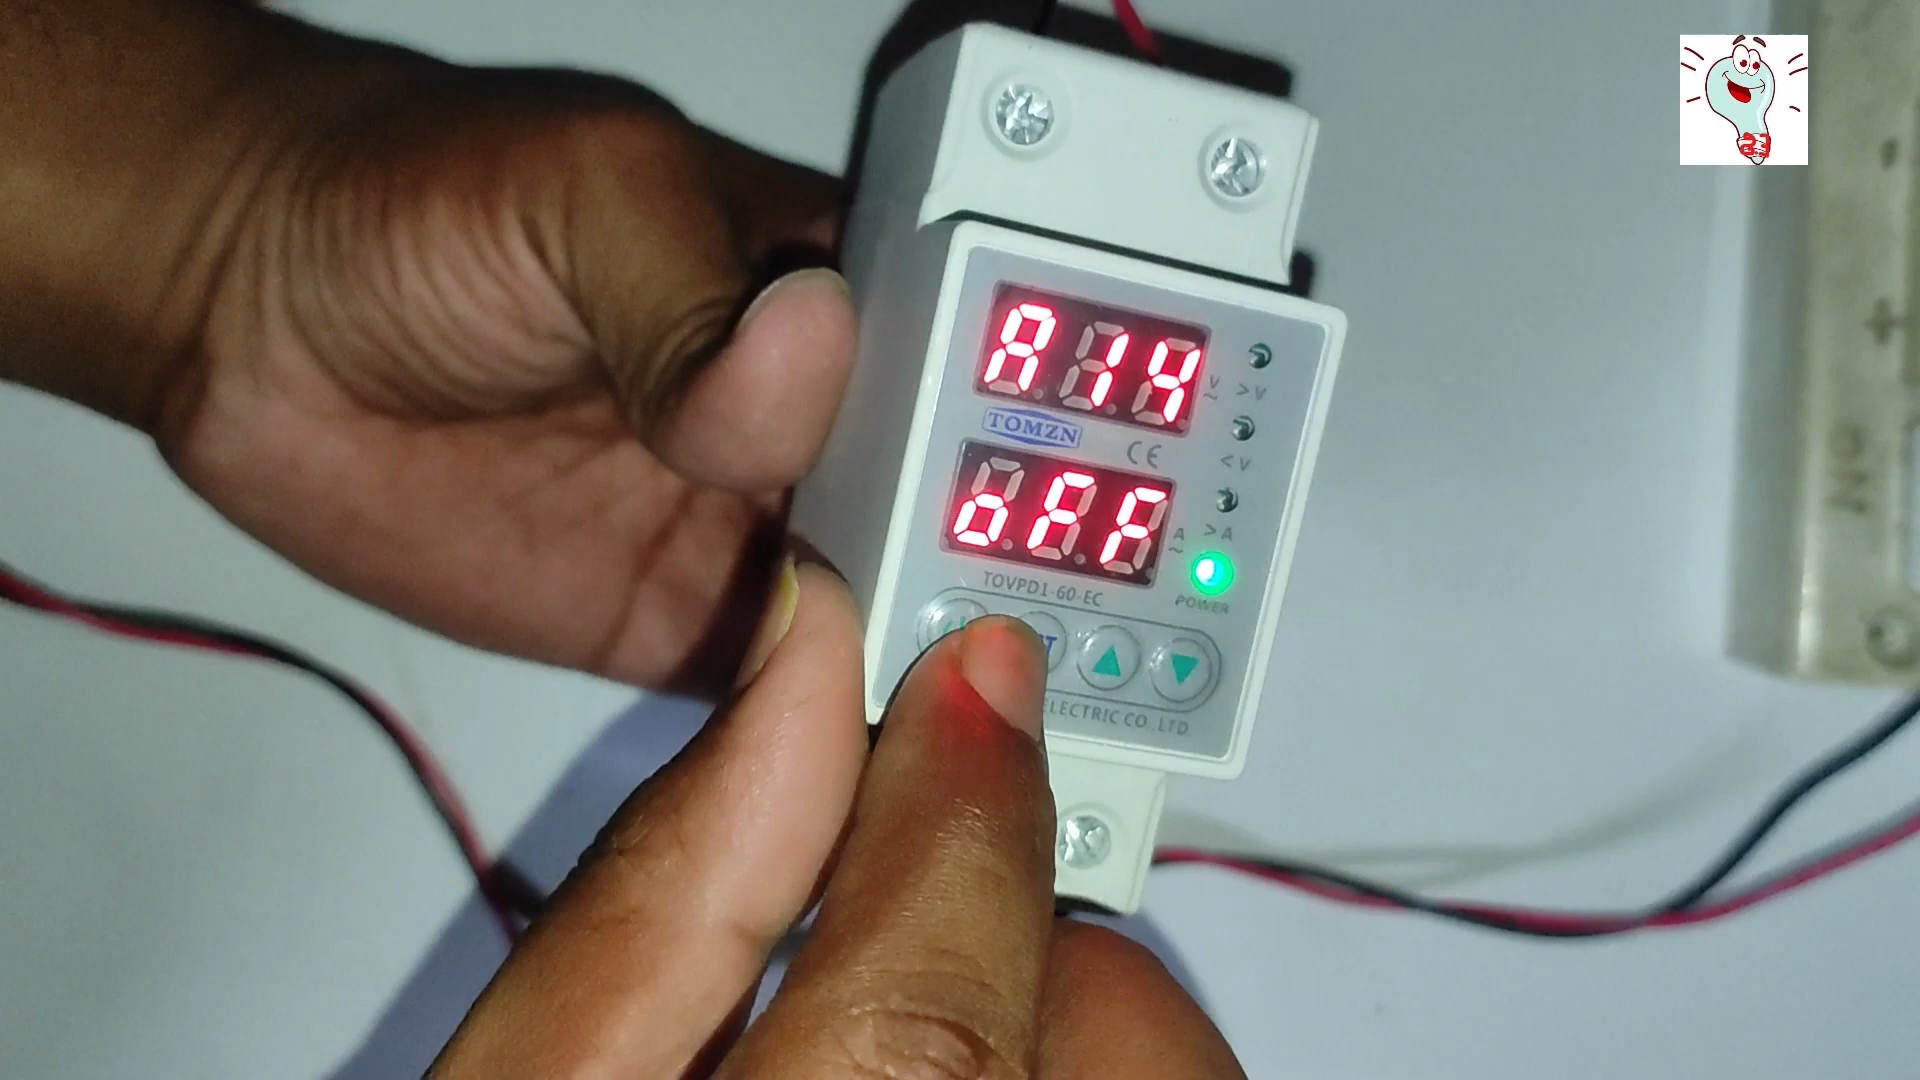 A14
V
~
>V
TOMZN
CE
<V
oFF
A
~
>A
TOVPD1-60-EC
POWER
ELECTRIC CO.,LTD